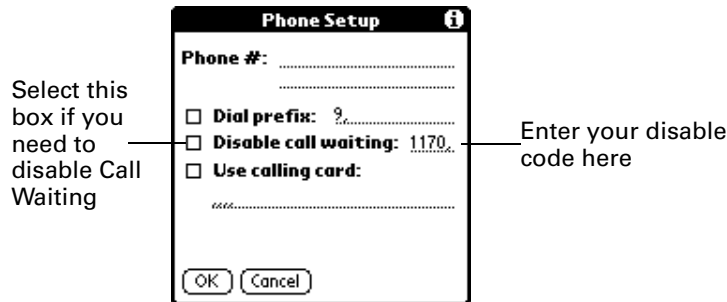 Phone Setup i
Phone #:
Select this
box if you
need to
disable Call
Waiting
Dial prefix: 9,
Disable call waiting: 1170,
Use calling card:
,,,,
Enter your disable
code here
OK Cancel